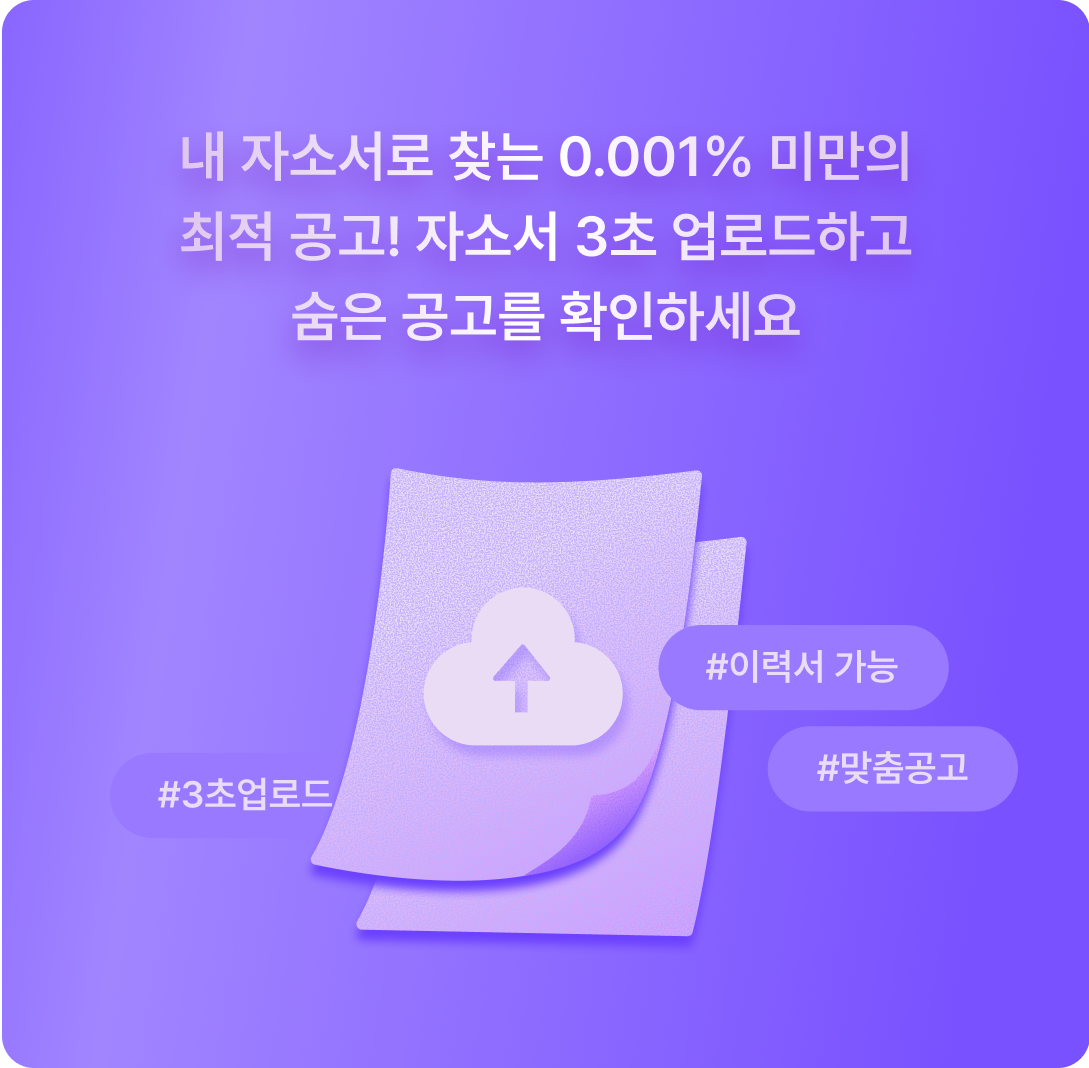 내 자소서로 찾는 0.001% 미만의
최적 공고! 자소서 3초 업로드하고
숨은 공고를 확인하세요
#이력서 가능
#맞춤공고
#3초업로드